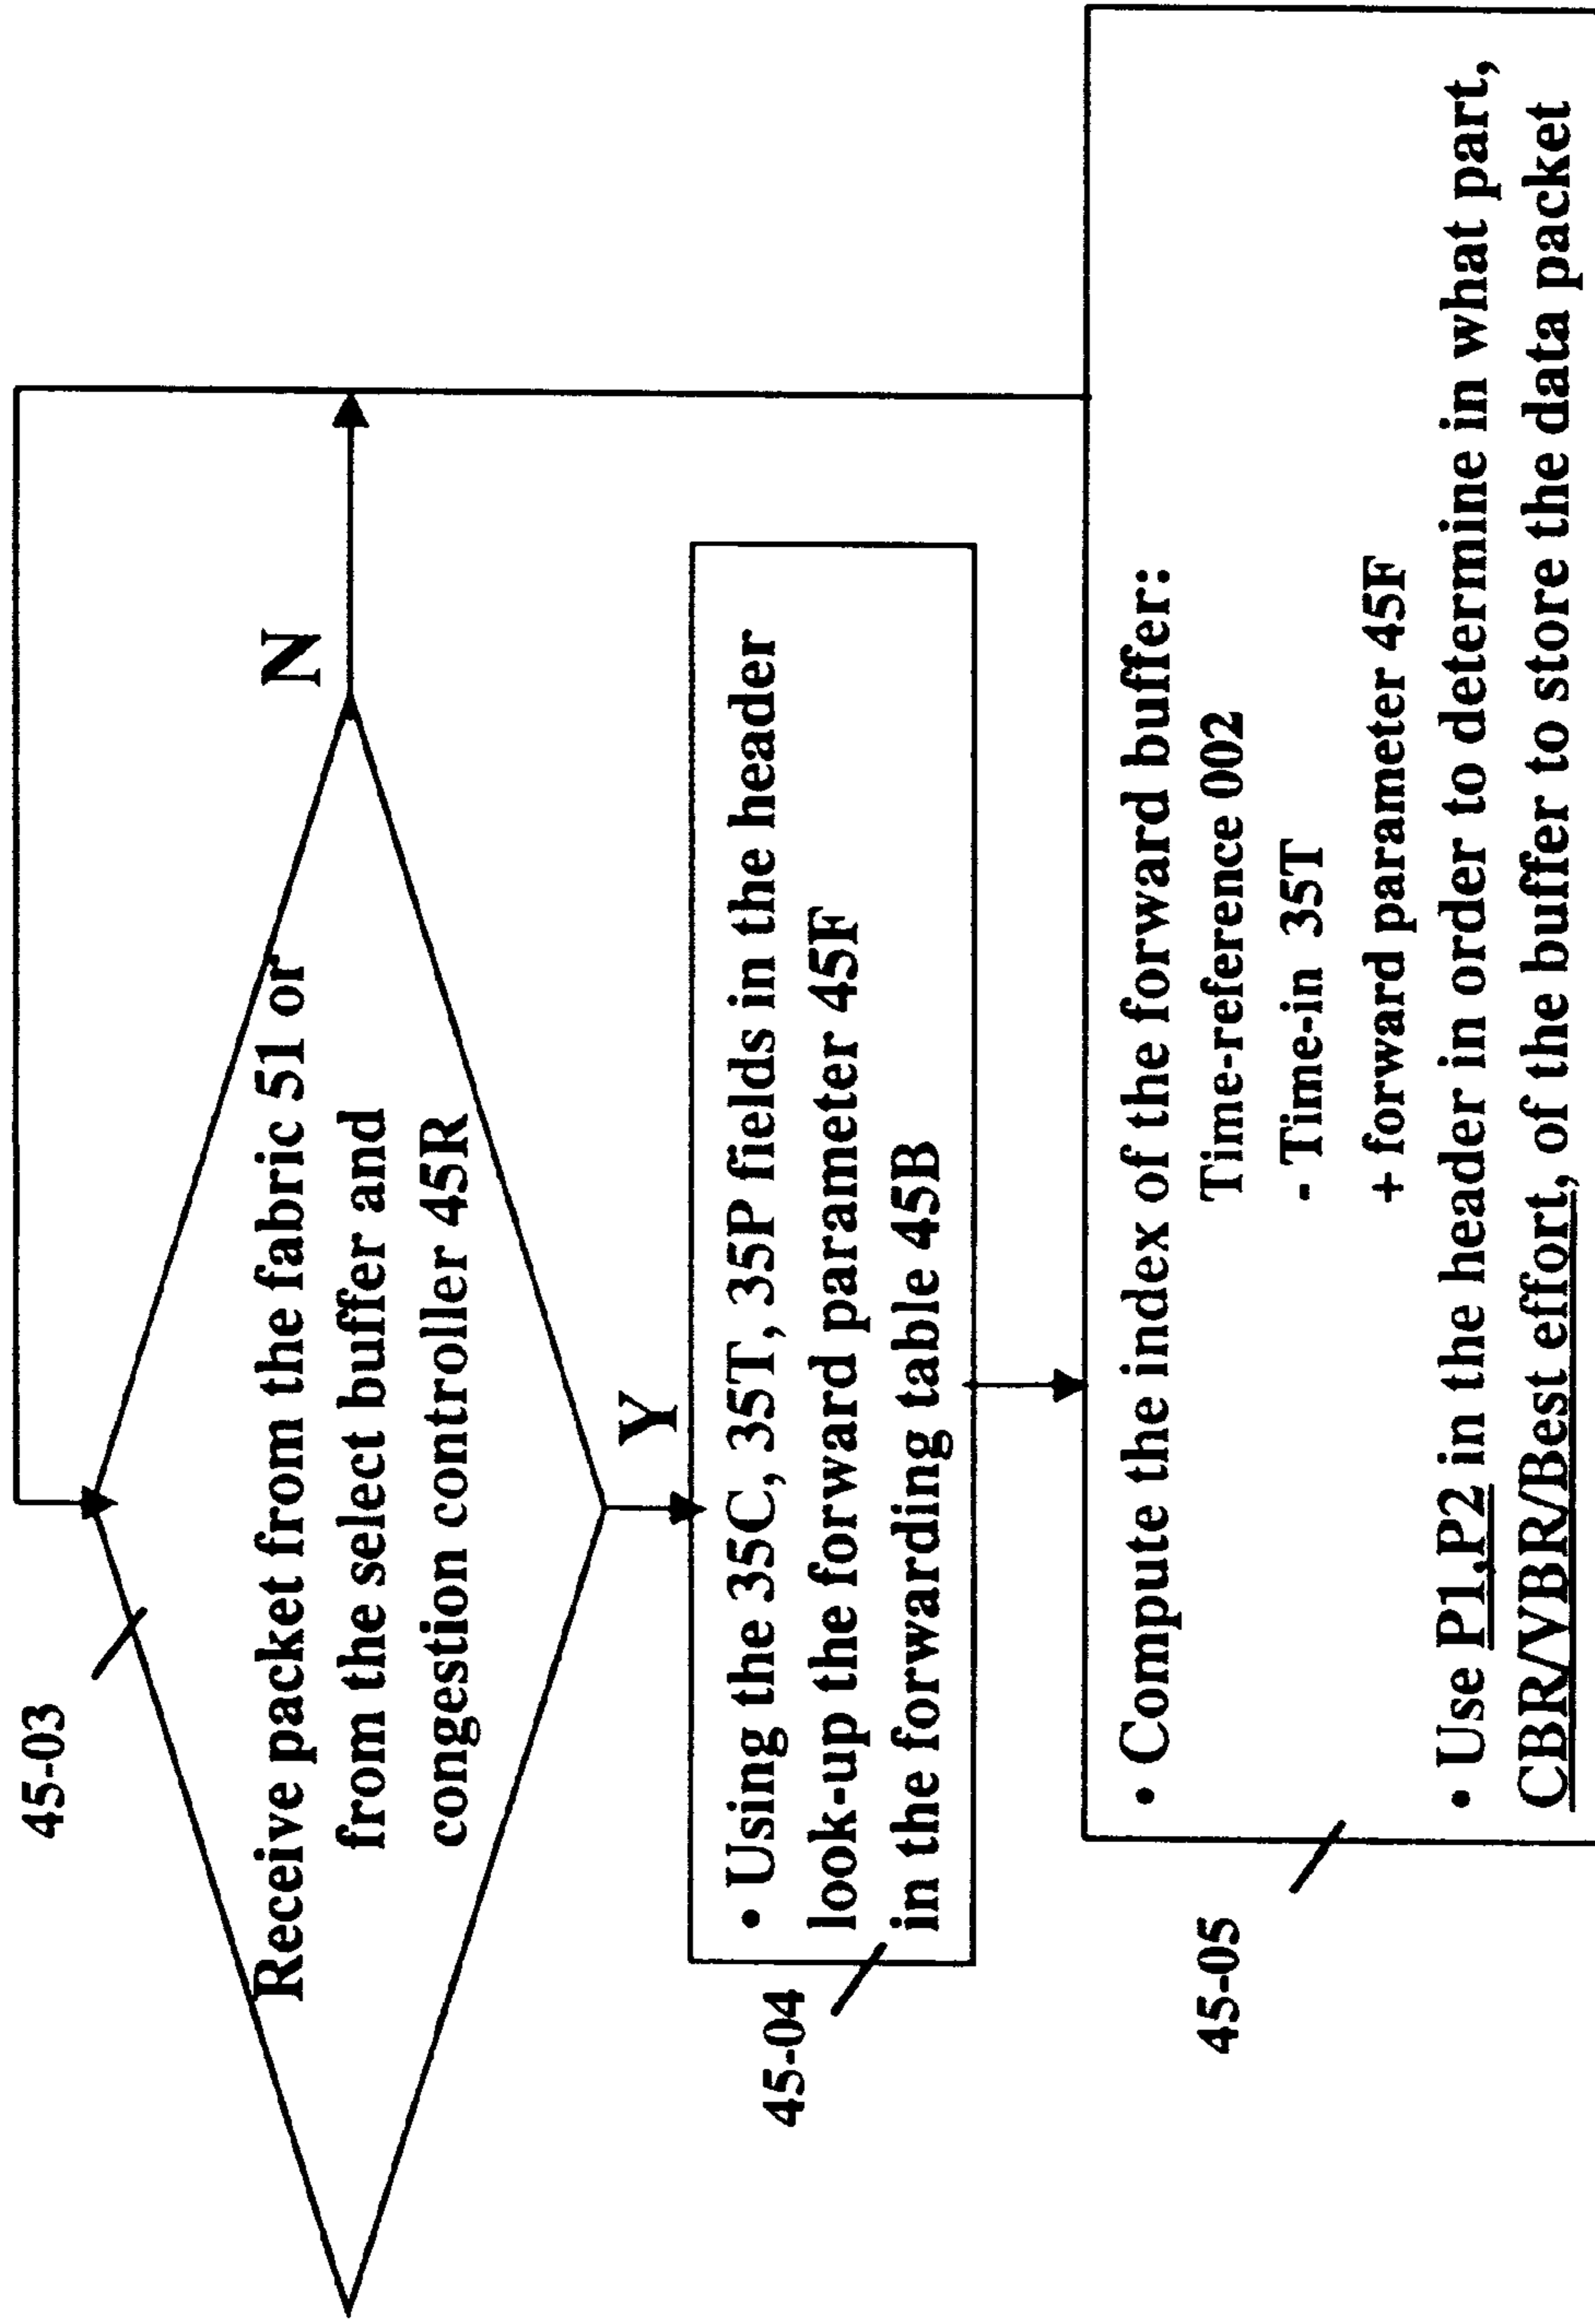 45-03
Receive packet from the fabric 51 or
from the select buffer and
congestion controller 45R
N
Y
45-04
• Using the 35C, 35T, 35P fields in the header
look-up the forward parameter 45F
in the forwarding table 45B
45-05
• Compute the index of the forward buffer:
Time-reference 002
- Time-in 35T
+ forward parameter 45F
• Use P1,P2 in the header in order to determine in what part,
CBR/VBR/Best effort, of the buffer to store the data packet